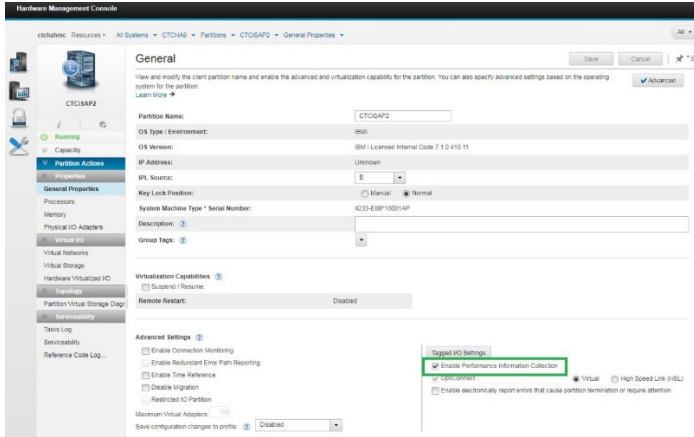 Hardware Management Console
ctchahmc Resources > All Systems CTCHA9 Partitions CTCISAP2 General Properties
All
General
Save
Cancel
View and modify the client partition name and enable the advanced and virtualization capability for the partition. You can also specify advanced settings based on the operating
system for the partition.
Learn More
Advanced
CTCISAP2
Running
Capacity
Partition Actions
Properties
General Properties
Processors
Memory
Physical I/O Adapters
Virtual I/O
Virtual Networks
Virtual Storage
Hardware Virtualized I/O
Topology
Partition Virtual Storage Diagr
Serviceability
Tasks Log
Serviceability
Reference Code Log...
Partition Name: CTCISAP2
OS Type / Environment: IBMi
OS Version: IBM i Licensed Internal Code 7.1.0 410 11
IP Address: Unknown
IPL Source: B
Key Lock Position: Manual Normal
System Machine Type * Serial Number: 8233-E8B*10001AP
Description:
Group Tags:
Virtualization Capabilities
Suspend / Resume
Remote Restart: Disabled
Advanced Settings
Enable Connection Monitoring
Enable Redundant Error Path Reporting
Enable Time Reference
Disable Migration
Restricted IO Partition
Maximum Virtual Adapters:
Save configuration changes to profile: Disabled
Tagged I/O Settings
Enable Performance Information Collection
OptiConnect Virtual High Speed Link (HSL)
Enable electronically report errors that cause partition termination or require attention